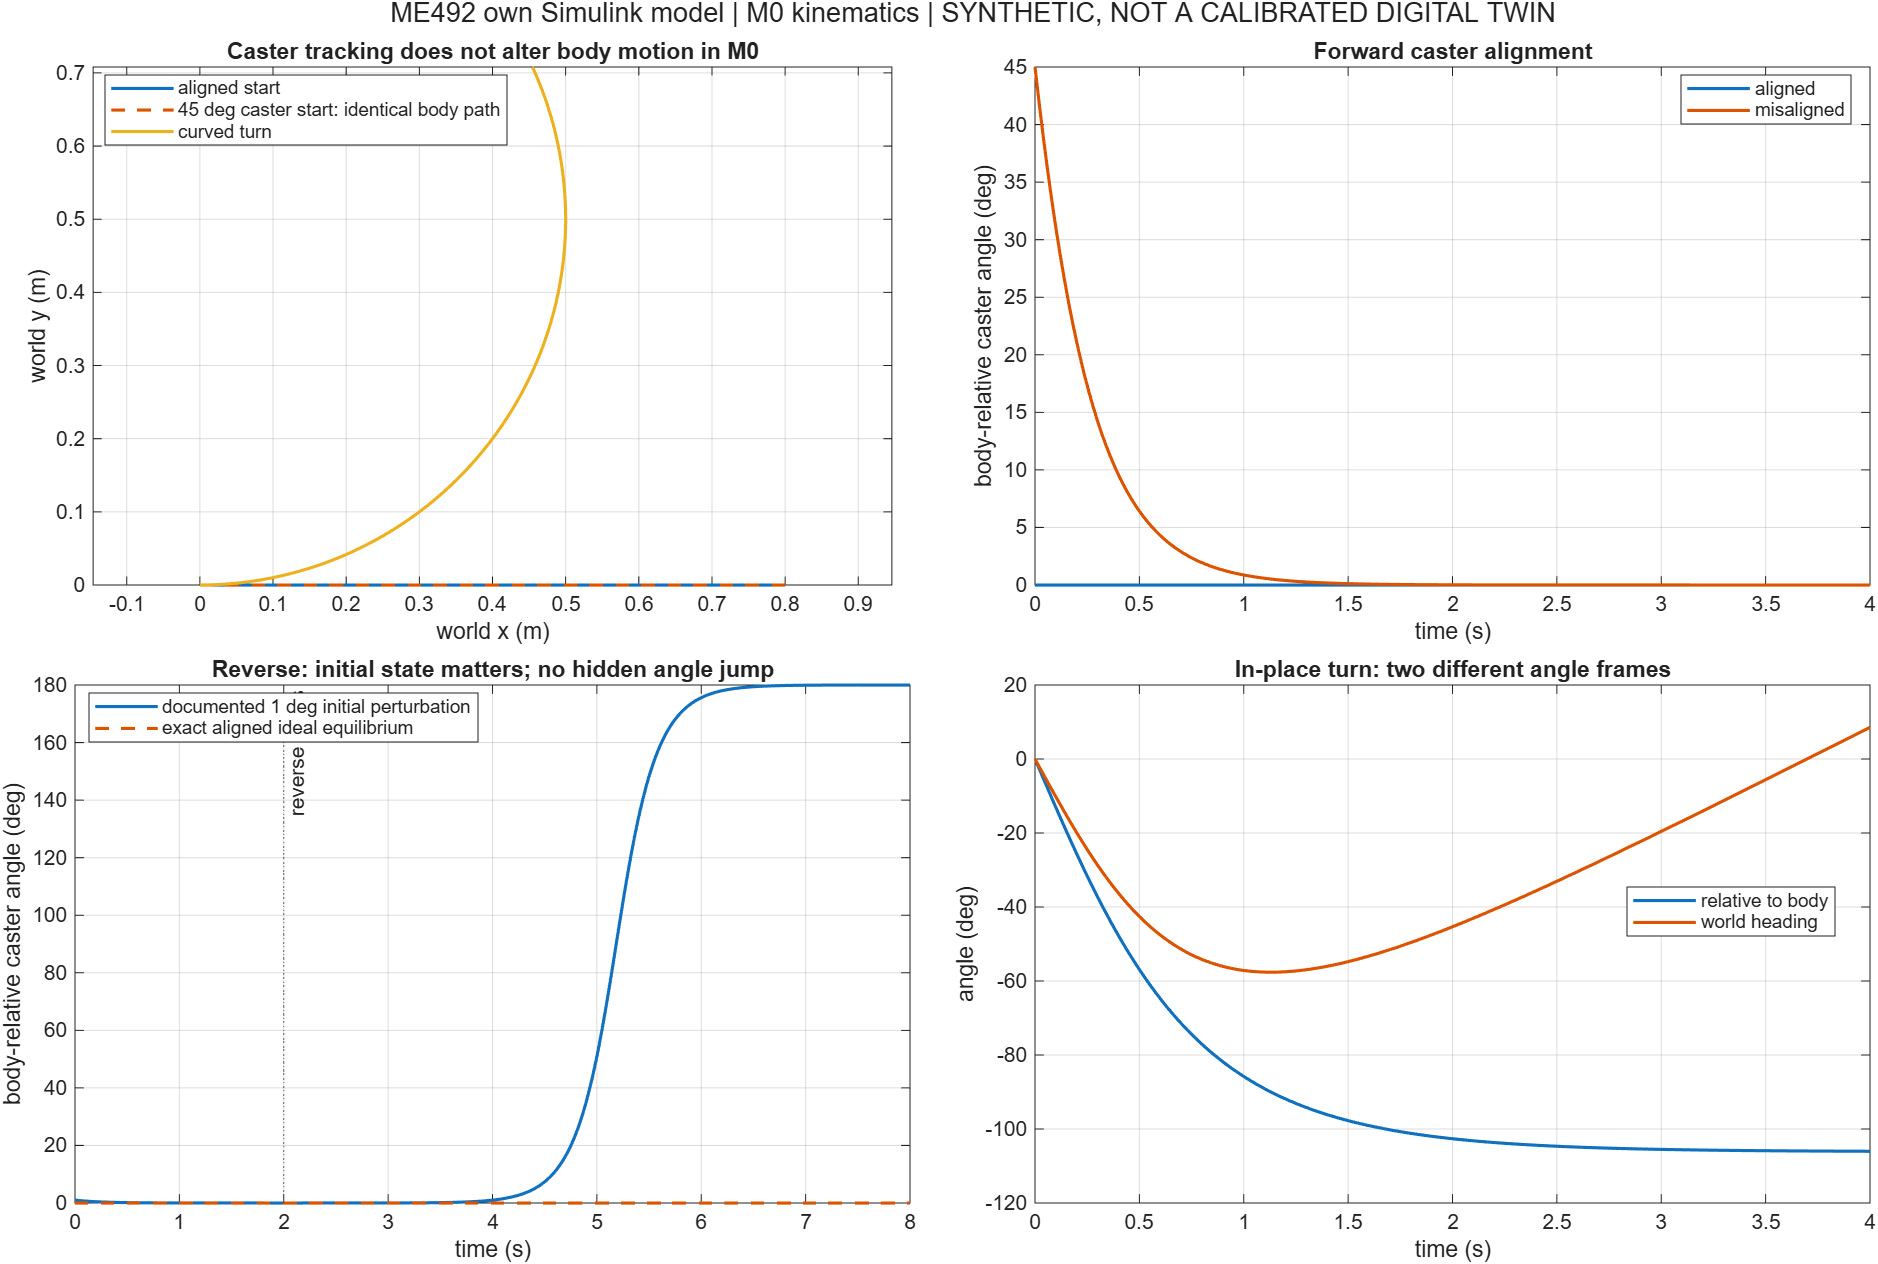 ME492 own Simulink model | M0 kinematics | SYNTHETIC, NOT A CALIBRATED DIGITAL TWIN
Caster tracking does not alter body motion in M0
aligned start
45 deg caster start: identical body path
curved turn
0.7
0.6
0.5
0.4
0.3
0.2
0.1
0
world y (m)
-0.1 0 0.1 0.2 0.3 0.4 0.5 0.6 0.7 0.8 0.9
world x (m)
Forward caster alignment
aligned
misaligned
45
40
35
30
25
20
15
10
5
0
body-relative caster angle (deg)
0 0.5 1 1.5 2 2.5 3 3.5 4
time (s)
Reverse: initial state matters; no hidden angle jump
documented 1 deg initial perturbation
exact aligned ideal equilibrium
reverse
180
160
140
120
100
80
60
40
20
0
body-relative caster angle (deg)
0 1 2 3 4 5 6 7 8
time (s)
In-place turn: two different angle frames
20
0
-20
-40
-60
-80
-100
-120
angle (deg)
relative to body
world heading
0 0.5 1 1.5 2 2.5 3 3.5 4
time (s)